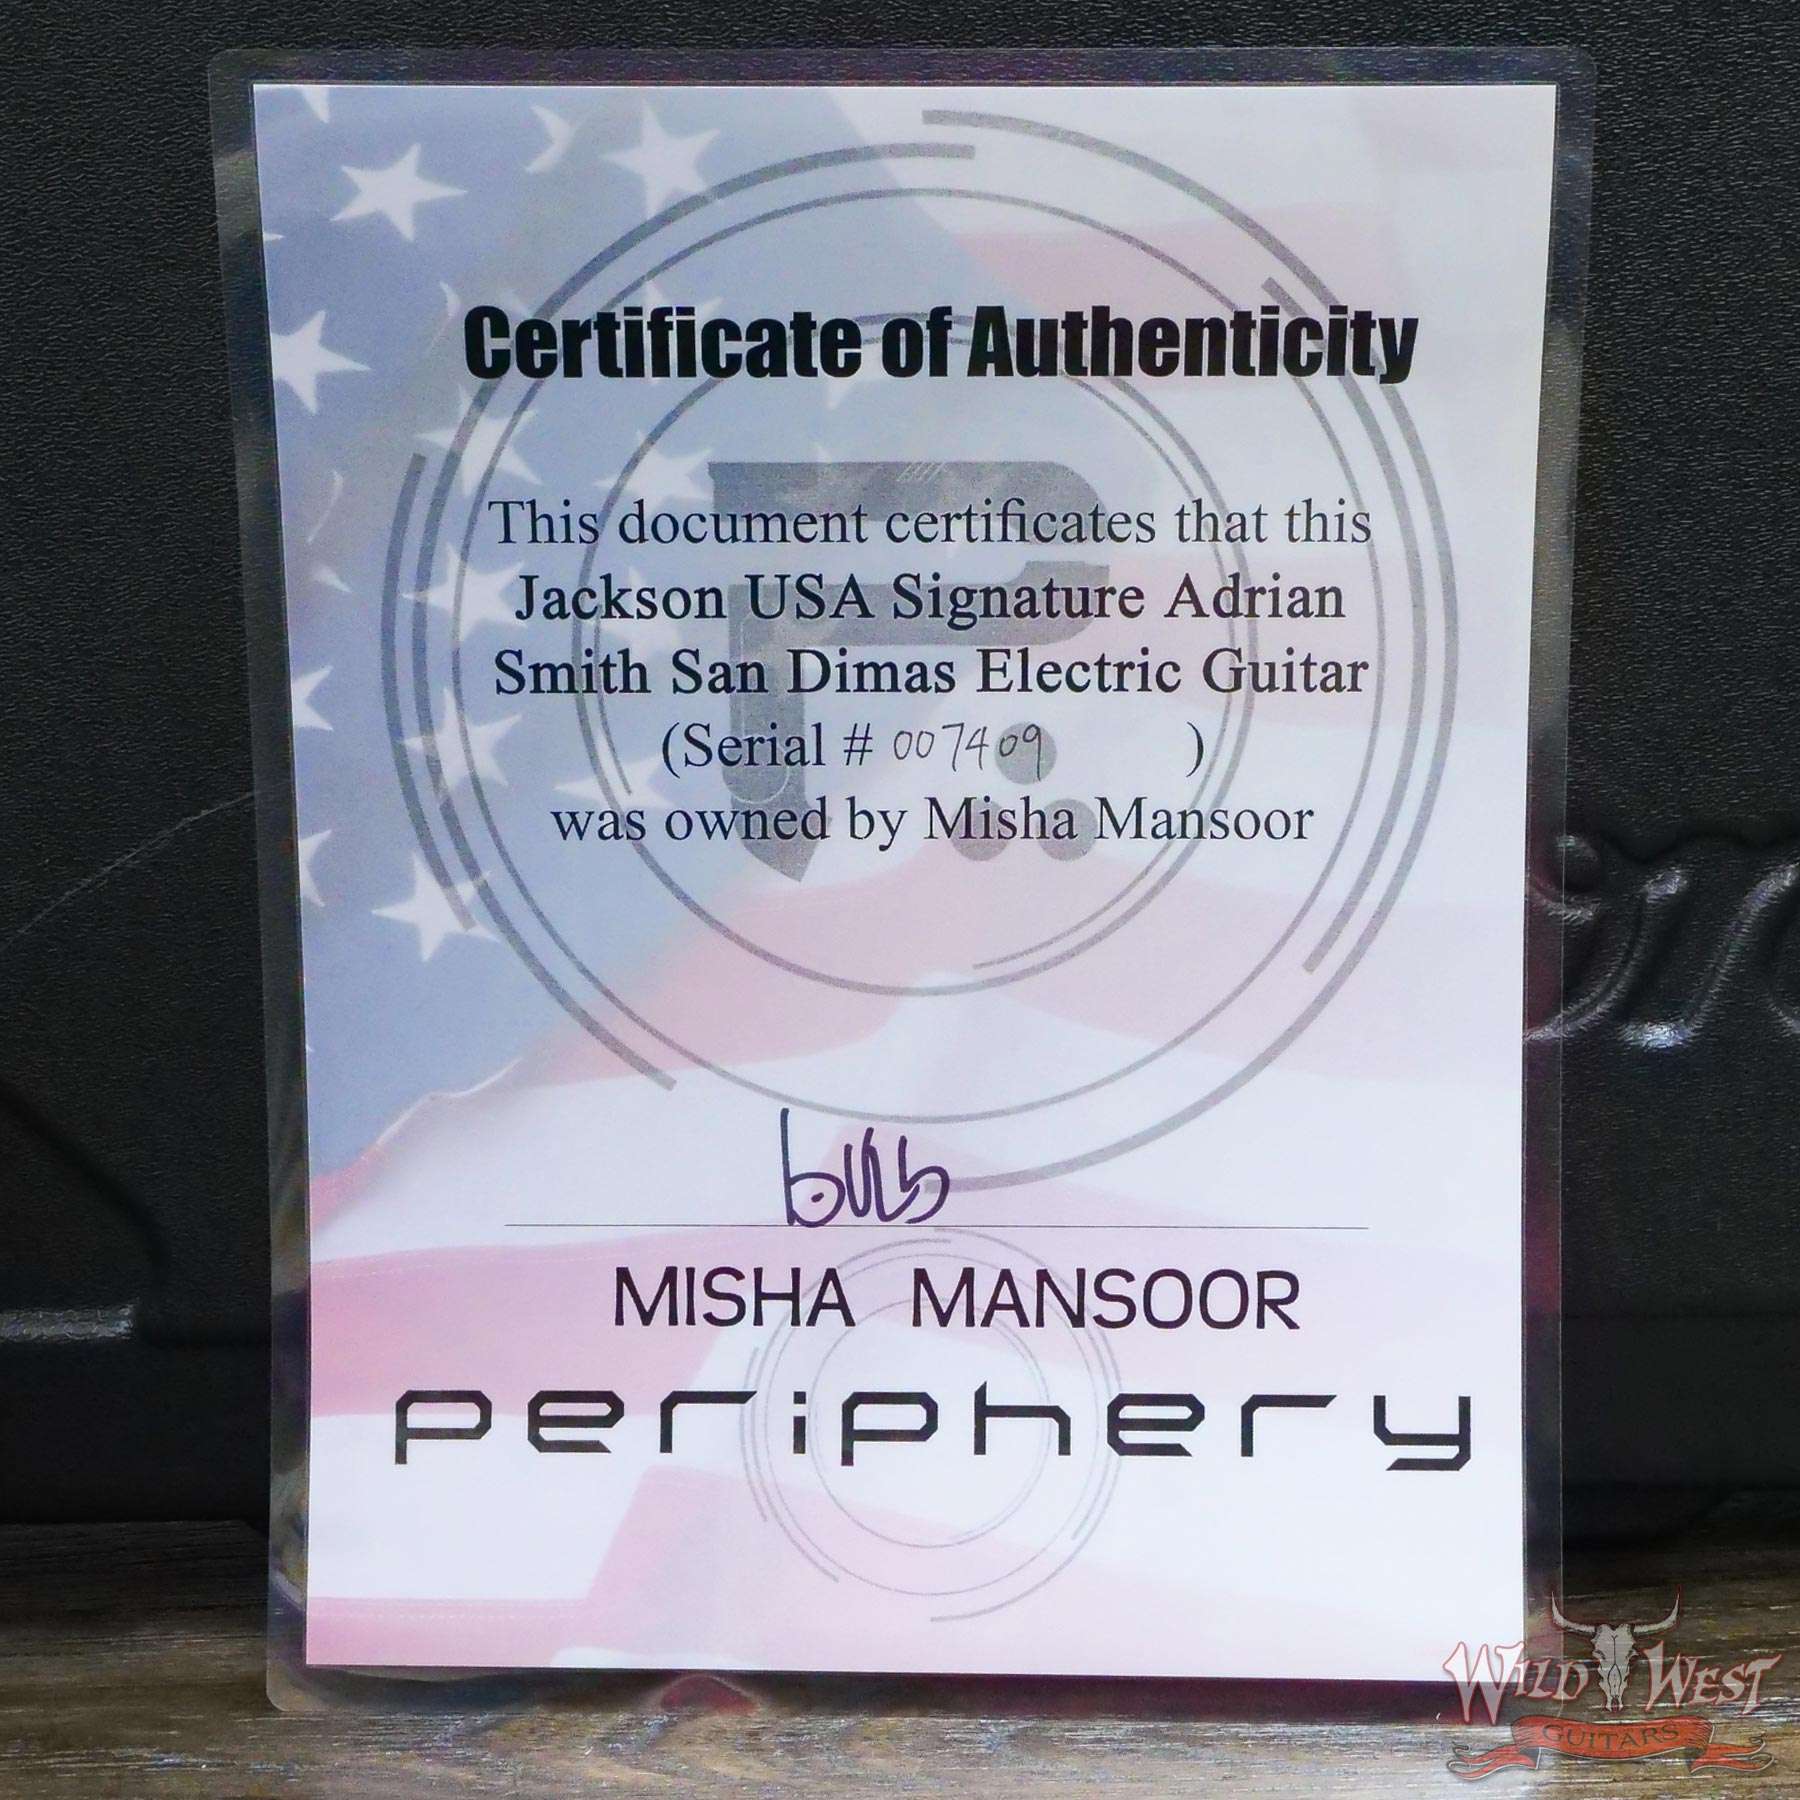 Certificate of Authenticity
This document certificates that this
Jackson USA Signature Adrian
Smith San Dimas Electric Guitar
(Serial # 007409 )
was owned by Misha Mansoor
bulb
MISHA MANSOOR
periphery
WILD WEST
GUITARS